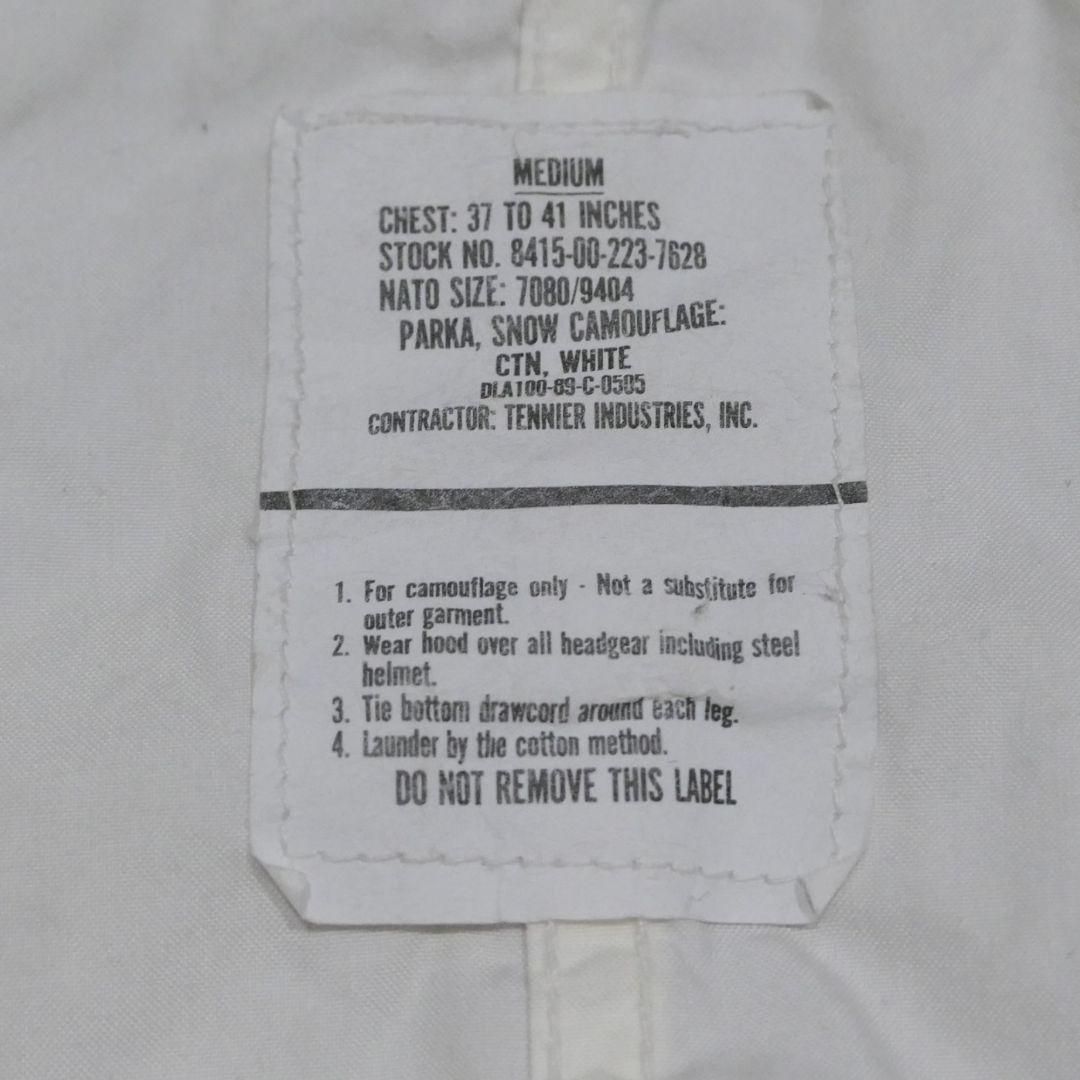 MEDIUM
CHEST: 37 TO 41 INCHES
STOCK NO. 8415-00-223-7628
NATO SIZE: 7080/9404
PARKA, SNOW CAMOUFLAGE:
CTN, WHITE
DLA100-89-C-0505
CONTRACTOR: TENNIER INDUSTRIES, INC.
1. For camouflage only - Not a substitute for
outer garment.
2. Wear hood over all headgear including steel
helmet.
3. Tie bottom drawcord around each leg.
4. Launder by the cotton method.
DO NOT REMOVE THIS LABEL